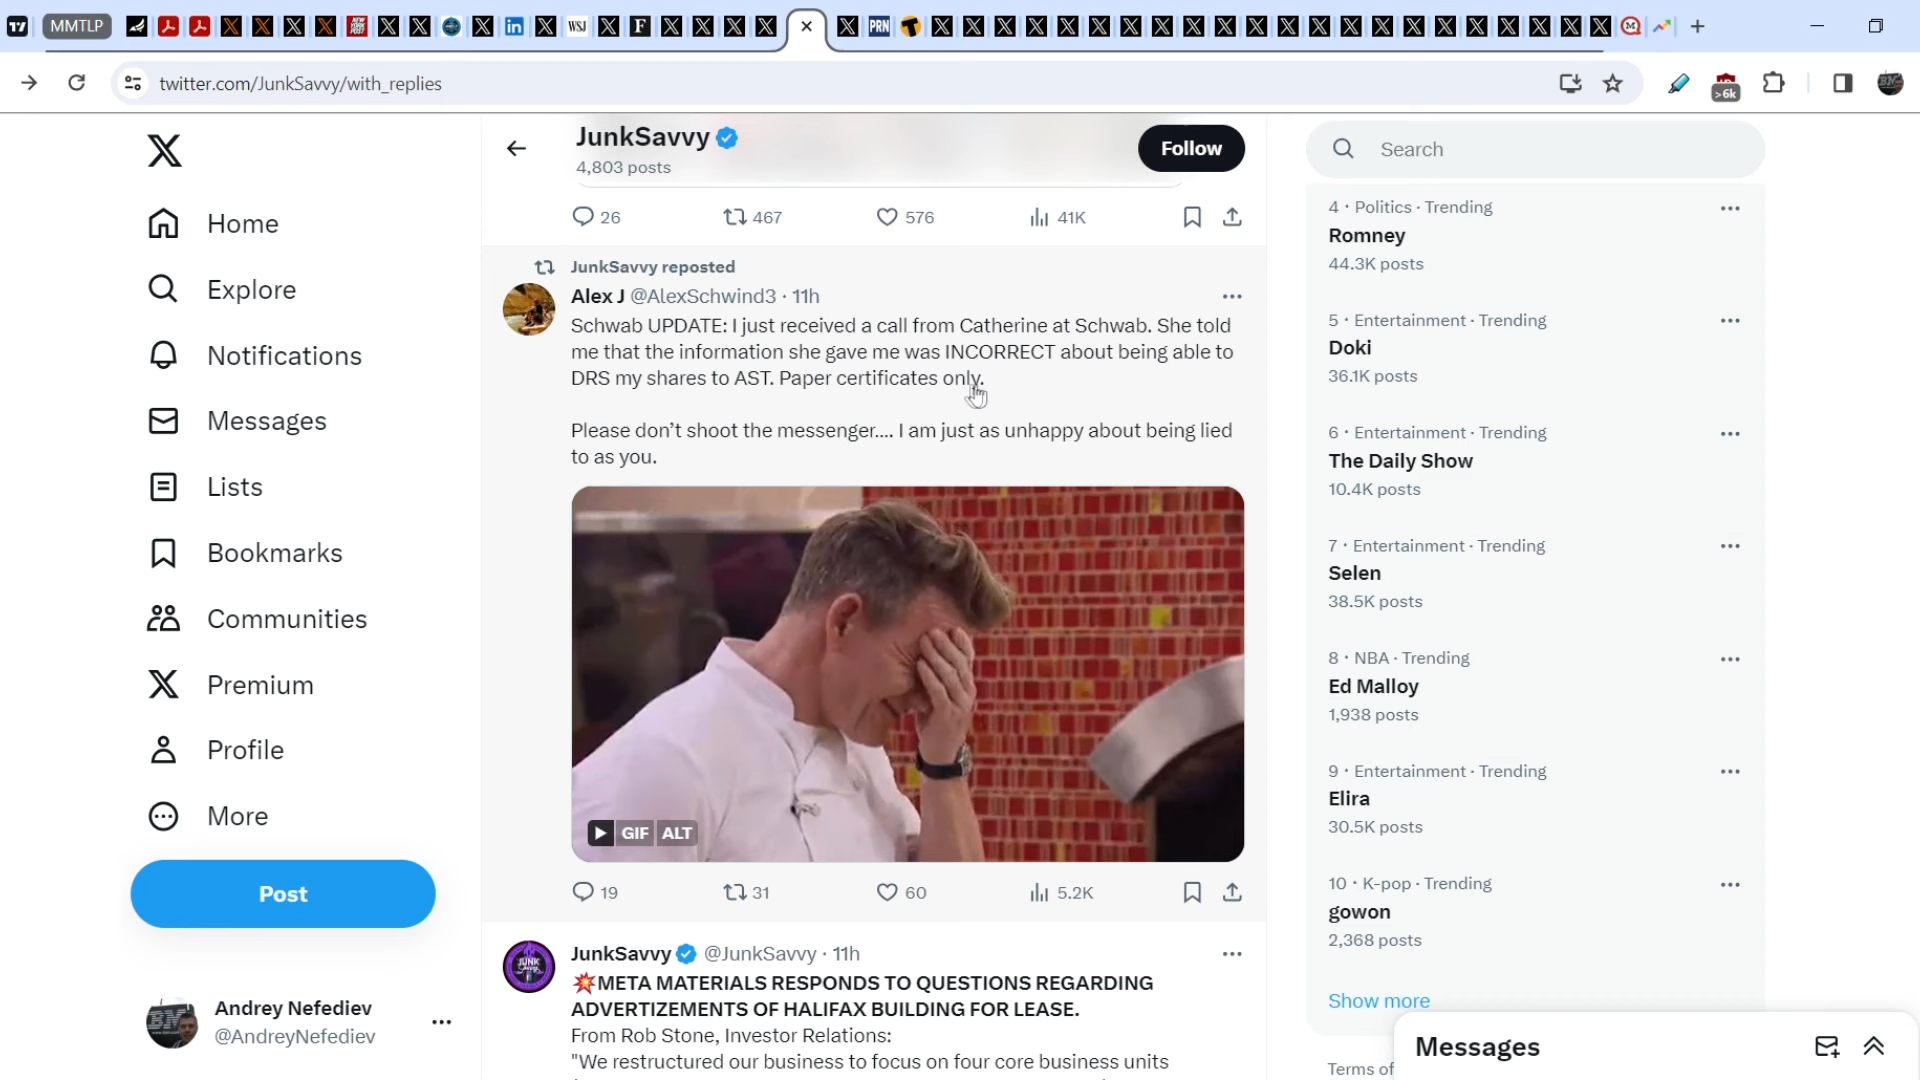 MMTLP
WSJ
F
PRN
twitter.com/JunkSavvy/with_replies
>6k
Home
Explore
Notifications
Messages
Lists
Bookmarks
Communities
Premium
Profile
More
Post
Andrey Nefediev
@AndreyNefediev
JunkSavvy
4,803 posts
Follow
26 467 576 41K
JunkSavvy reposted
Alex J @AlexSchwind3 · 11h
Schwab UPDATE: I just received a call from Catherine at Schwab. She told
me that the information she gave me was INCORRECT about being able to
DRS my shares to AST. Paper certificates only.
Please don’t shoot the messenger.... I am just as unhappy about being lied
to as you.
GIF ALT
19 31 60 5.2K
JunkSavvy @JunkSavvy · 11h
💥META MATERIALS RESPONDS TO QUESTIONS REGARDING
ADVERTIZEMENTS OF HALIFAX BUILDING FOR LEASE.
From Rob Stone, Investor Relations:
"We restructured our business to focus on four core business units
Search
4 · Politics · Trending
Romney
44.3K posts
5 · Entertainment · Trending
Doki
36.1K posts
6 · Entertainment · Trending
The Daily Show
10.4K posts
7 · Entertainment · Trending
Selen
38.5K posts
8 · NBA · Trending
Ed Malloy
1,938 posts
9 · Entertainment · Trending
Elira
30.5K posts
10 · K-pop · Trending
gowon
2,368 posts
Show more
Terms of
Messages